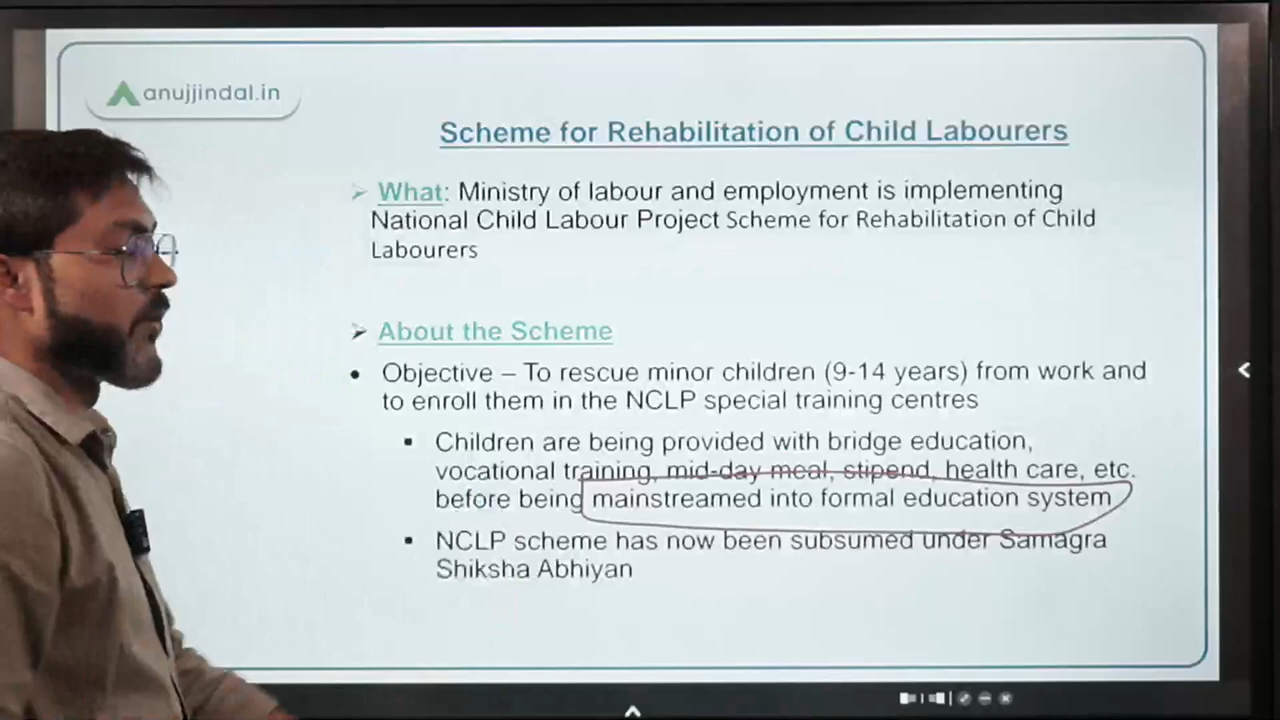 anujjindal.in
Scheme for Rehabilitation of Child Labourers
➢ What: Ministry of labour and employment is implementing
National Child Labour Project Scheme for Rehabilitation of Child
Labourers
➢ About the Scheme
• Objective – To rescue minor children (9-14 years) from work and
to enroll them in the NCLP special training centres
▪ Children are being provided with bridge education,
vocational training, mid-day meal, stipend, health care, etc.
before being mainstreamed into formal education system
▪ NCLP scheme has now been subsumed under Samagra
Shiksha Abhiyan